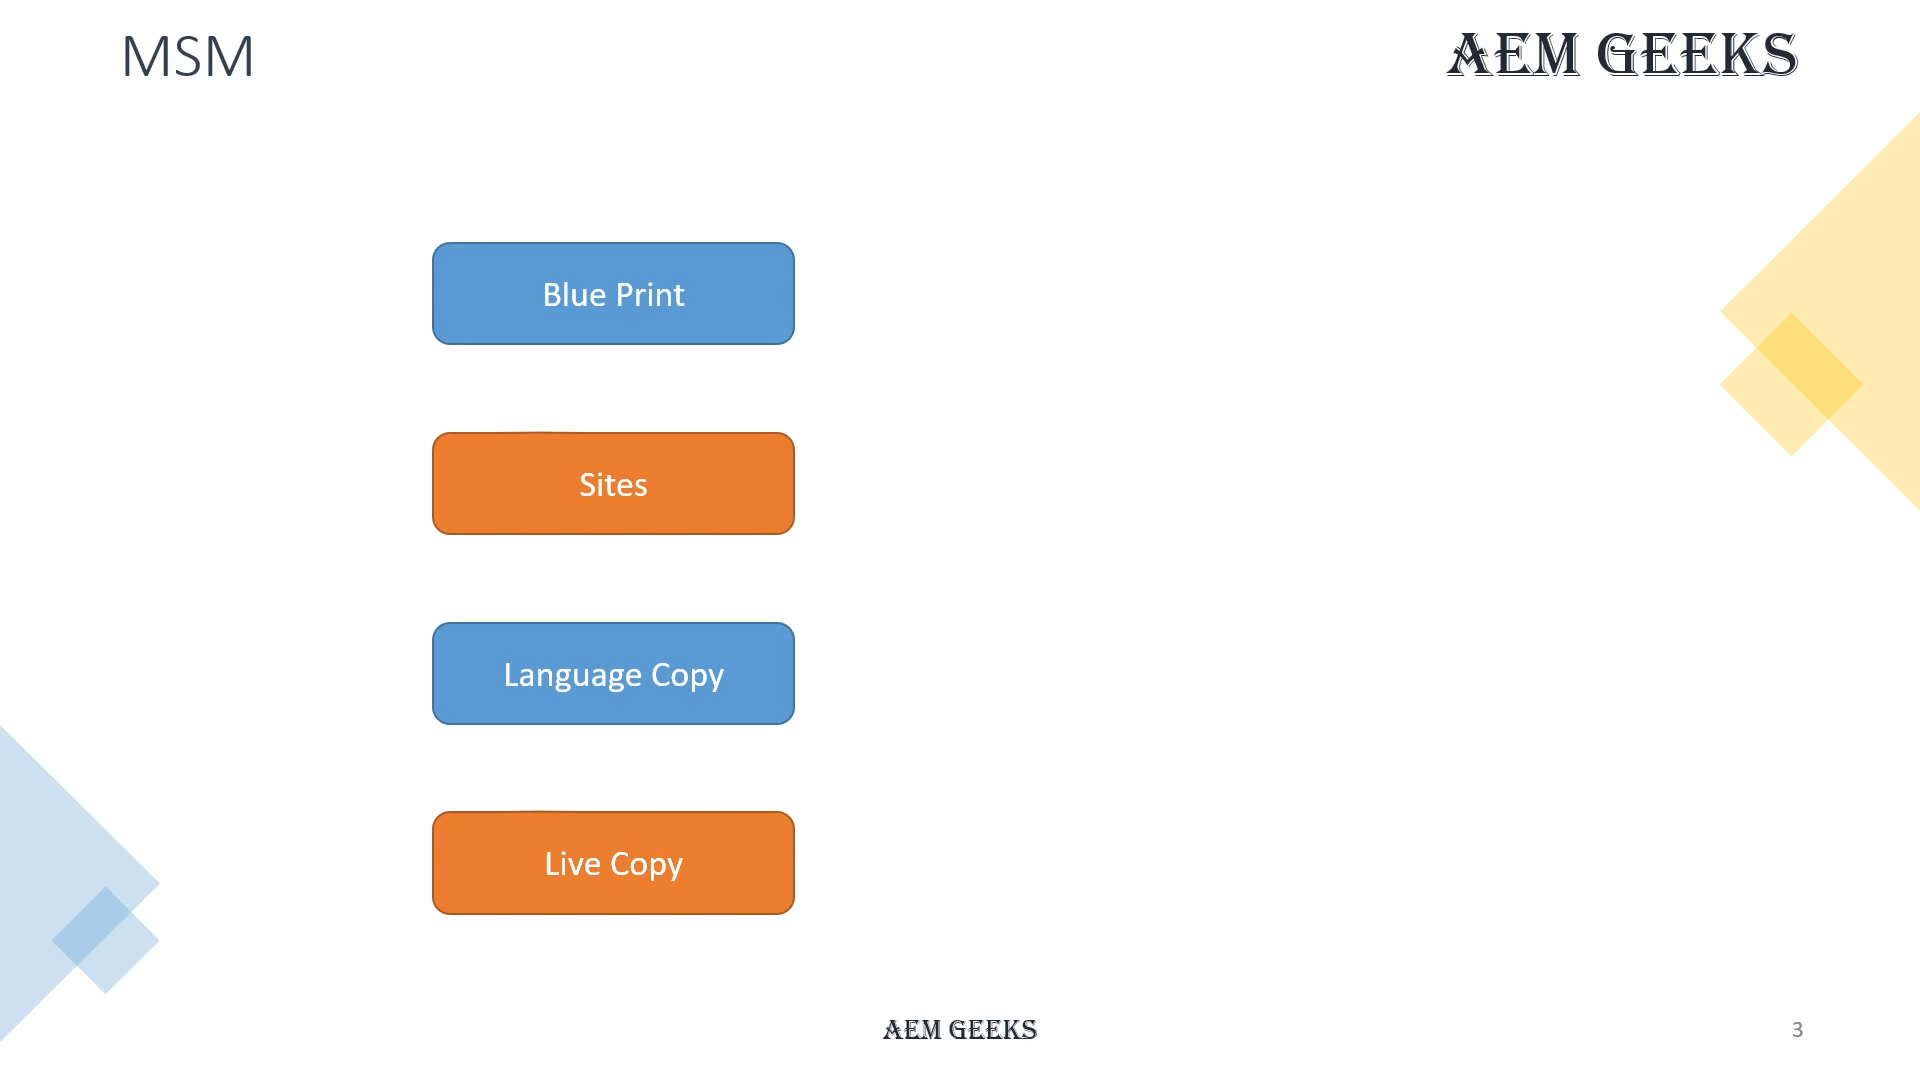 MSM
AEM GEEKS
Blue Print
Sites
Language Copy
Live Copy
AEM GEEKS
3